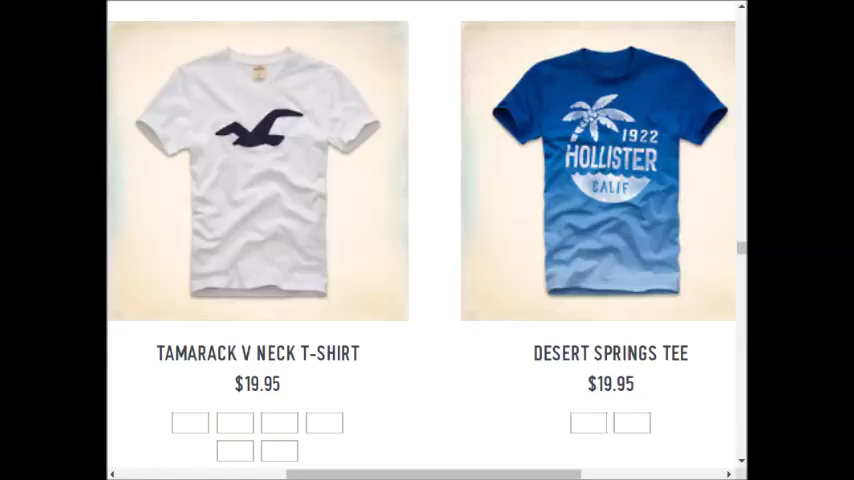 1922
HOLLISTER
CALIF
TAMARACK V NECK T-SHIRT
$19.95
DESERT SPRINGS TEE
$19.95